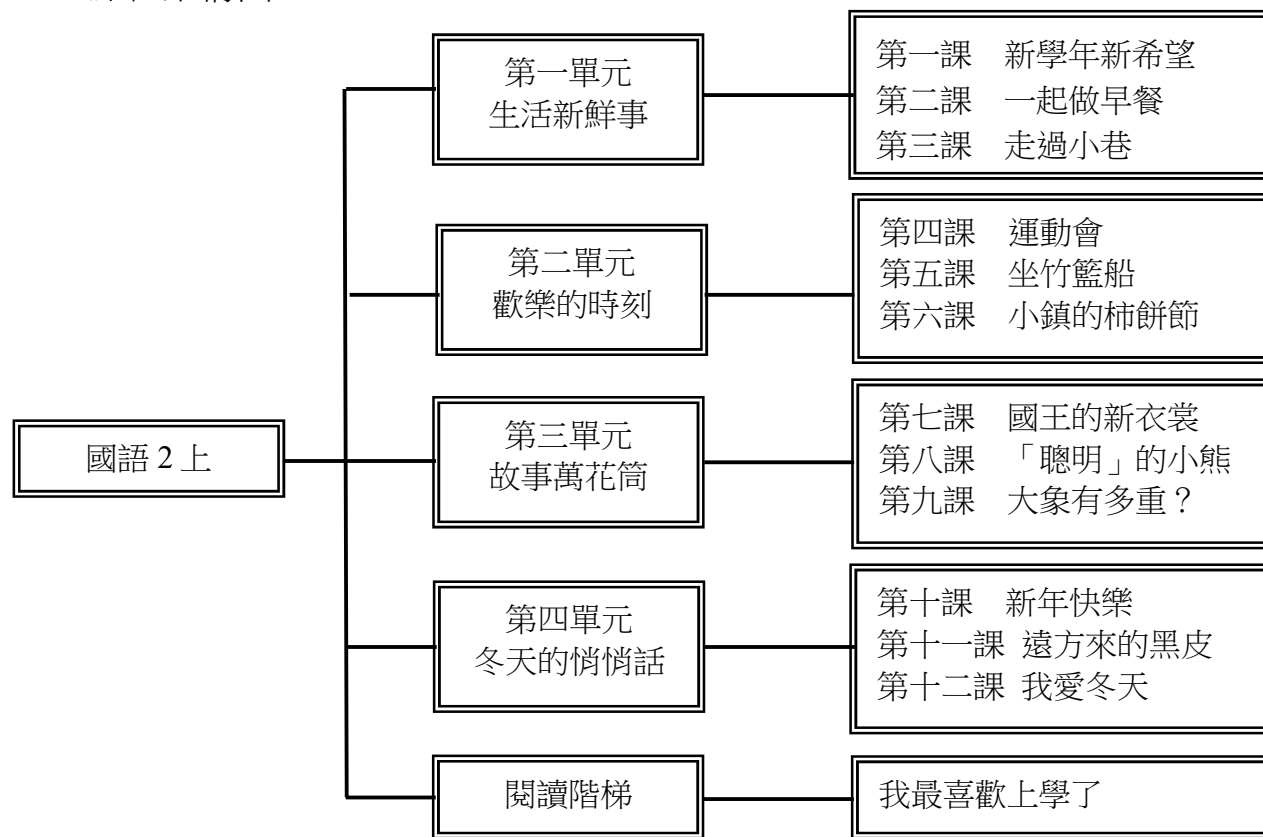 國語 2 上
第一單元
生活新鮮事
第一課 新學年新希望
第二課 一起做早餐
第三課 走過小巷
第二單元
歡樂的時刻
第四課 運動會
第五課 坐竹籃船
第六課 小鎮的柿餅節
第三單元
故事萬花筒
第七課 國王的新衣裳
第八課 「聰明」的小熊
第九課 大象有多重？
第四單元
冬天的悄悄話
第十課 新年快樂
第十一課 遠方來的黑皮
第十二課 我愛冬天
閱讀階梯
我最喜歡上學了